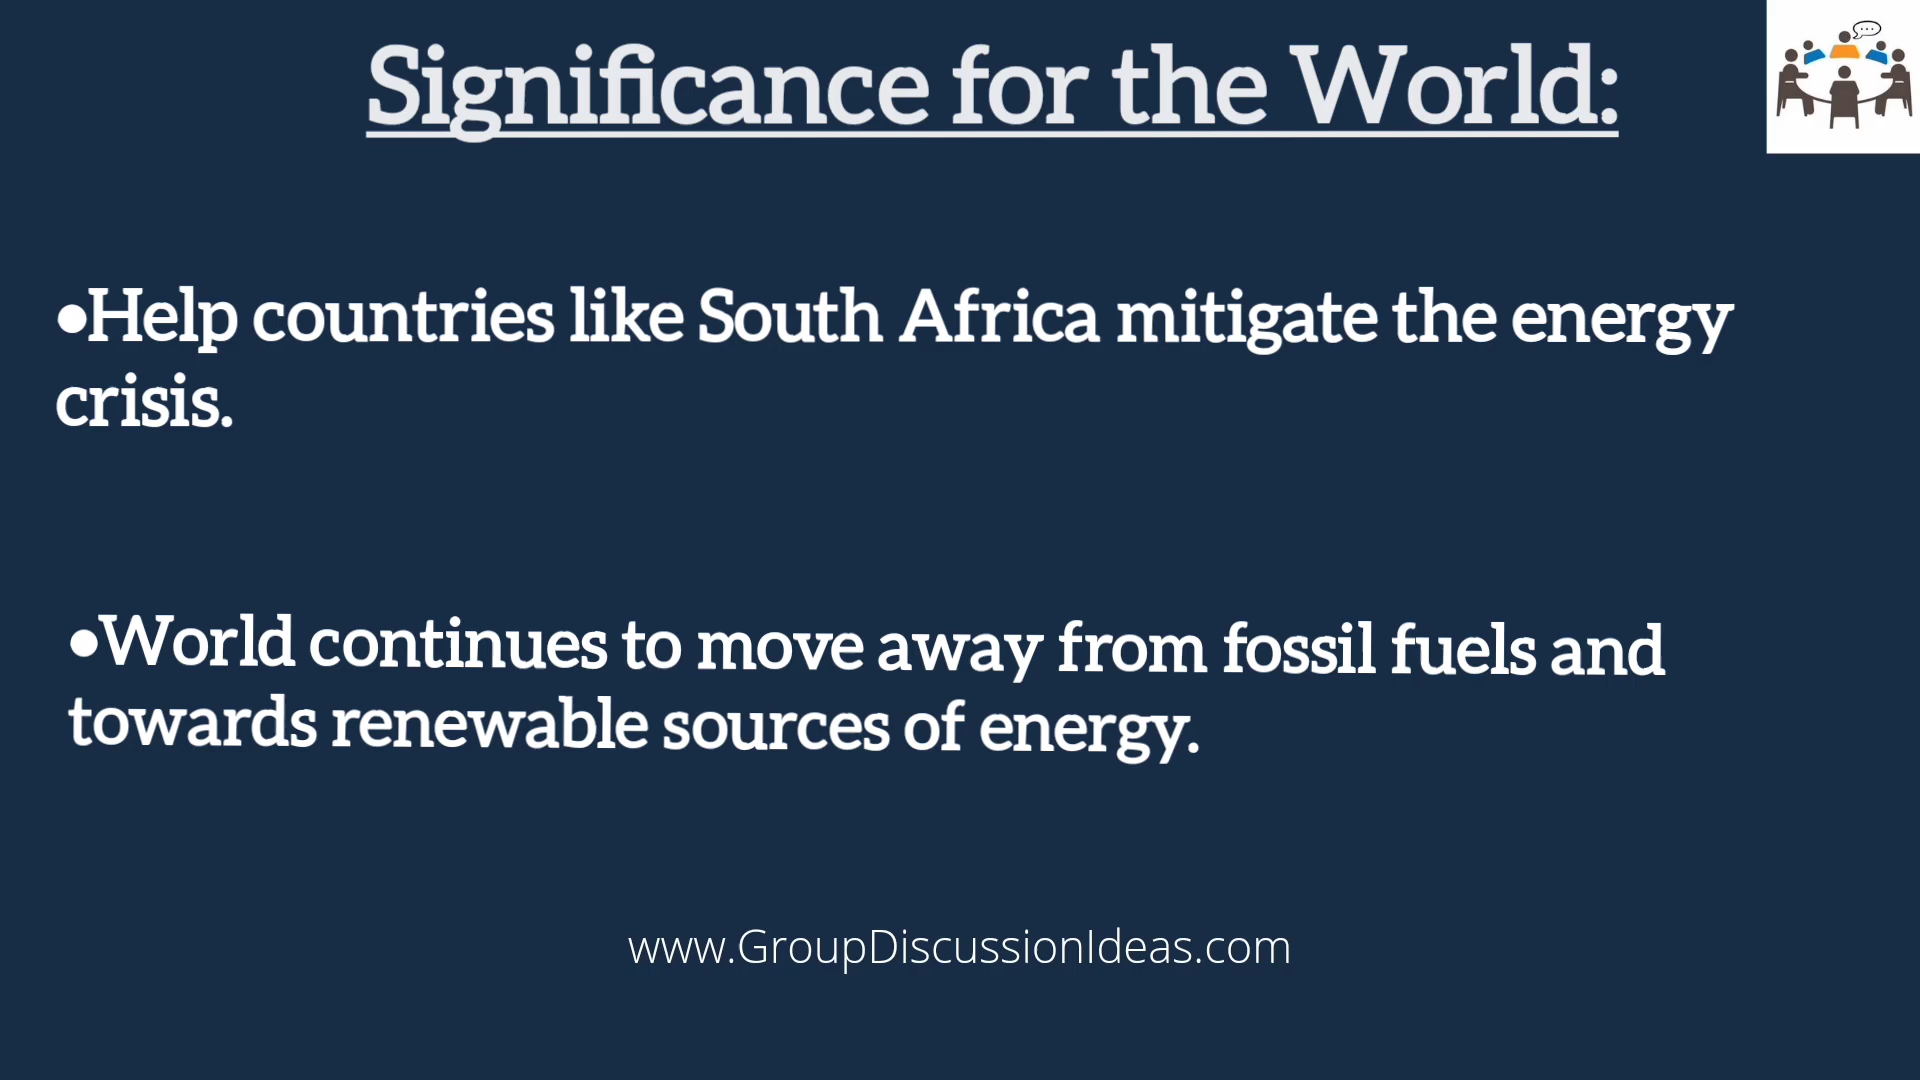 Significance for the World:
•Help countries like South Africa mitigate the energy
crisis.
•World continues to move away from fossil fuels and
towards renewable sources of energy.
www.GroupDiscussionIdeas.com